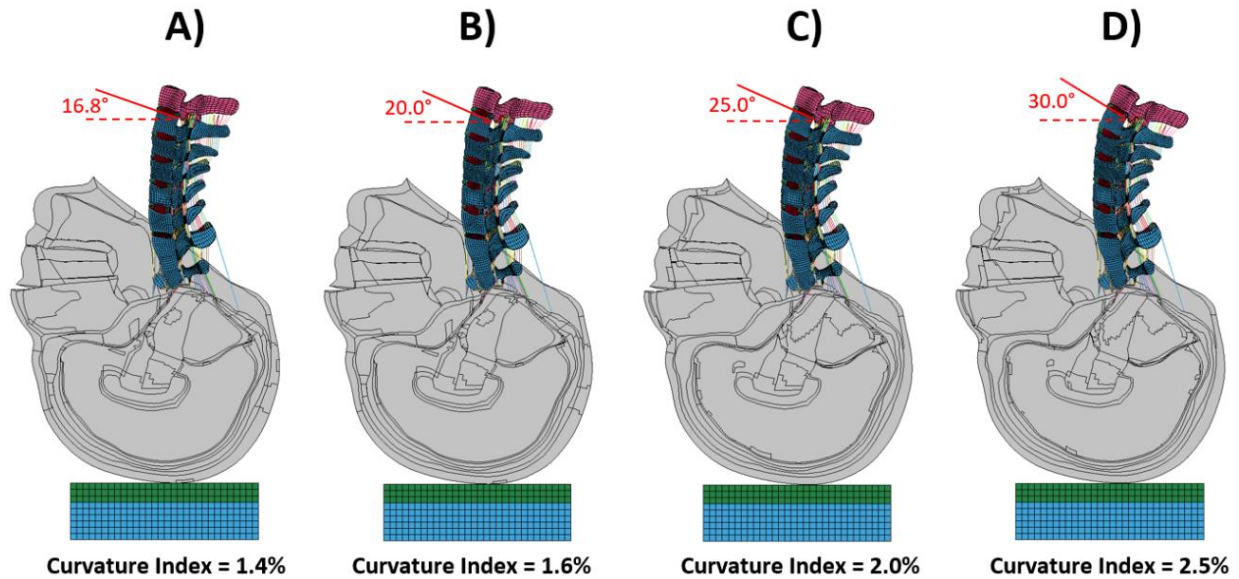 A)
B)
C)
D)
16.8°
20.0°
25.0°
30.0°
Curvature Index = 1.4%
Curvature Index = 1.6%
Curvature Index = 2.0%
Curvature Index = 2.5%